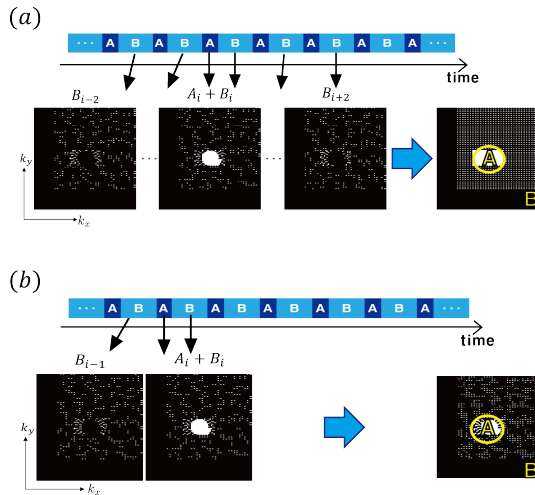 (a)
... A B A B A B A B A B A B A ...
time
B_{i-2} A_i + B_i B_{i+2}
... ...
k_y
A
B
k_x
(b)
... A B A B A B A B A B A B A ...
time
B_{i-1} A_i + B_i
k_y
A
B
k_x